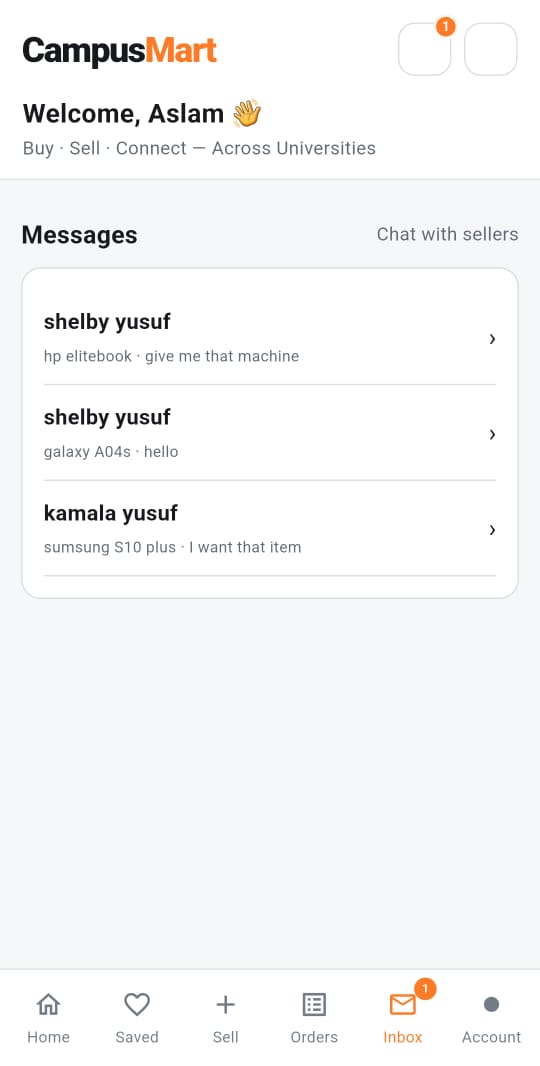 CampusMart
1
Welcome, Aslam 👋
Buy · Sell · Connect — Across Universities
Messages
Chat with sellers
shelby yusuf
hp elitebook · give me that machine
›
shelby yusuf
galaxy A04s · hello
›
kamala yusuf
sumsung S10 plus · I want that item
›
1
Home
Saved
Sell
Orders
Inbox
Account